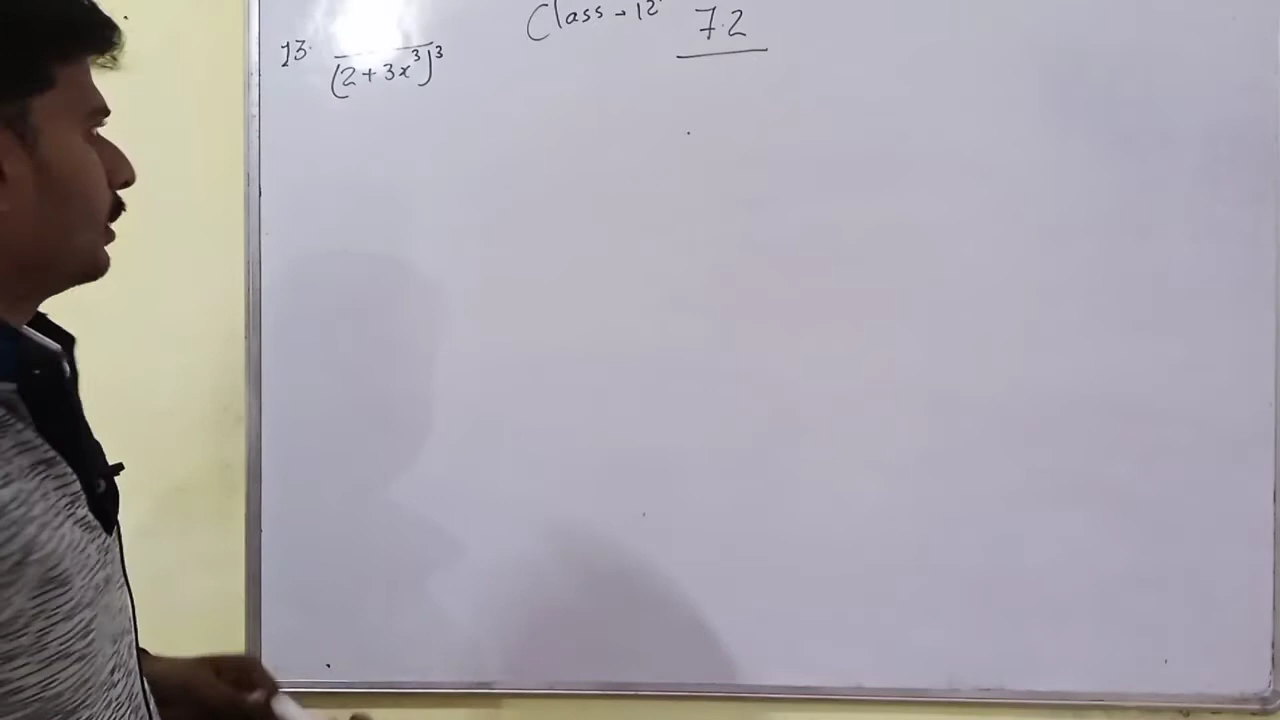 Class → 12 7.2
13. ‾(2+3x³)³